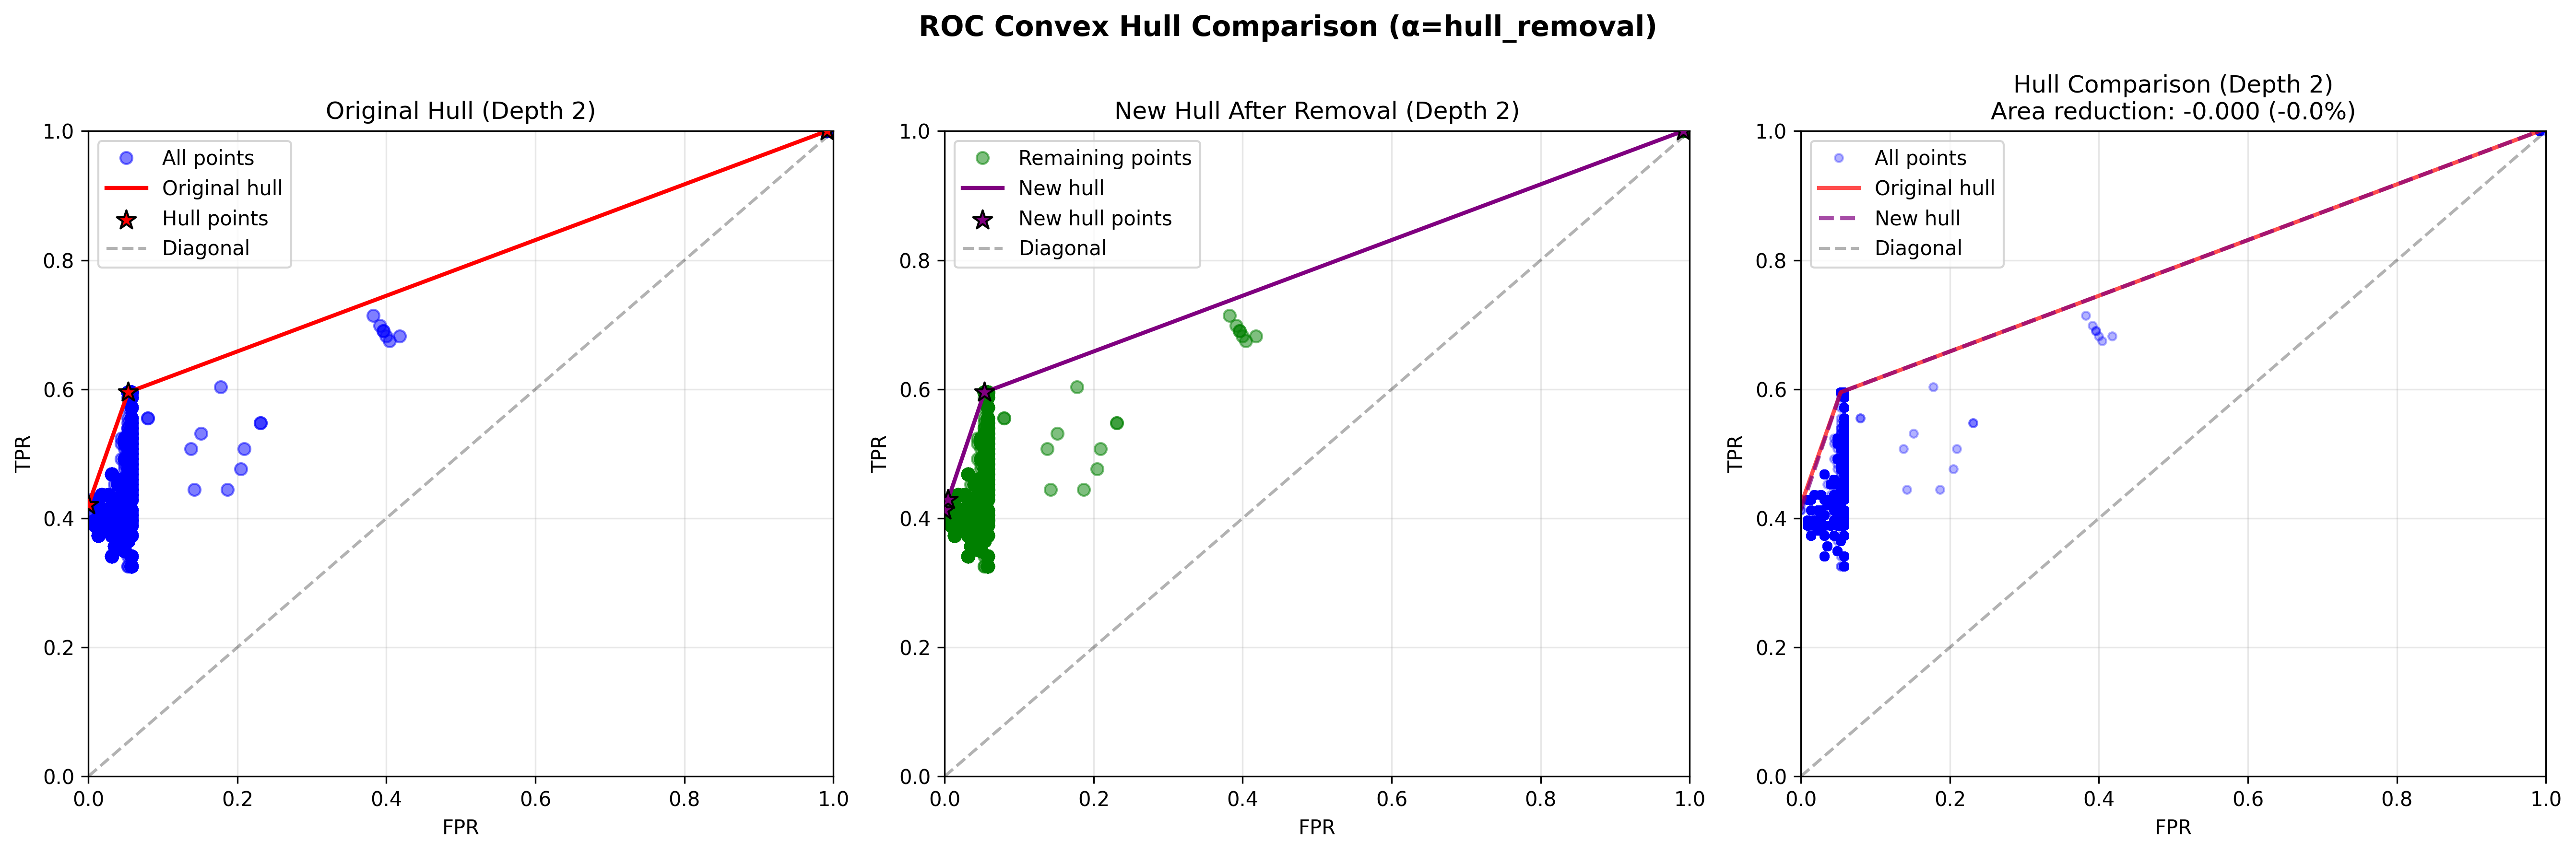 ROC Convex Hull Comparison (α=hull_removal)
Original Hull (Depth 2)
All points
Original hull
Hull points
Diagonal
1.0
0.8
0.6
0.4
0.2
0.0
TPR
0.0 0.2 0.4 0.6 0.8 1.0
FPR
New Hull After Removal (Depth 2)
Remaining points
New hull
New hull points
Diagonal
1.0
0.8
0.6
0.4
0.2
0.0
TPR
0.0 0.2 0.4 0.6 0.8 1.0
FPR
Hull Comparison (Depth 2)
Area reduction: -0.000 (-0.0%)
All points
Original hull
New hull
Diagonal
1.0
0.8
0.6
0.4
0.2
0.0
TPR
0.0 0.2 0.4 0.6 0.8 1.0
FPR